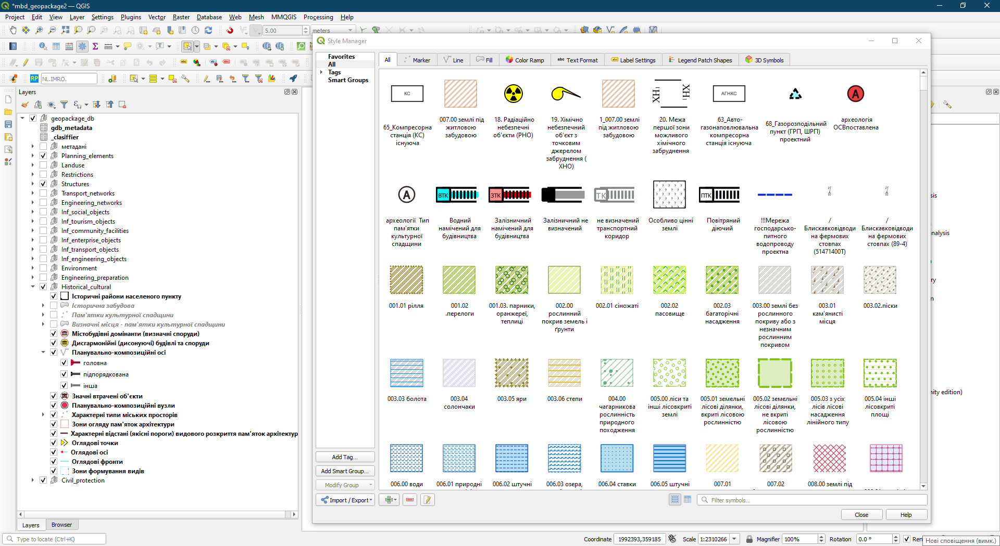 *mbd_geopackage2 — QGIS
Project Edit View Layer Settings Plugins Vector Raster Database Web Mesh MMQGIS Processing Help
5.00
meters
RP
NL.IMRO.
Layers
geopackage_db
gdb_metadata
_clasiffier
метадані
Planning_elements
Landuse
Restrictions
Structures
Transport_networks
Engineering_networks
Inf_social_objects
Inf_tourism_objects
Inf_community_facilities
Inf_enterprise_objects
Inf_transport_objects
Inf_engineering_objects
Environment
Engineering_preparation
Historical_cultural
Історичні райони населеного пункту
Історична забудова
Пам'ятки культурної спадщини
Визначні місця - пам'ятки культурної спадщини
Містобудівні домінанти (визначні споруди)
Дисгармонійні (дисонуючі) будівлі та споруди
Планувально-композиційні осі
головна
підпорядкована
інша
Значні втрачені об'єкти
Планувально-композиційні вузли
Характерні типи міських просторів
Зони огляду пам'яток архітектури
Характерні відстані (якісні пороги) видового розкриття пам'яток архітектур
Оглядові точки
Оглядові осі
Оглядові фронти
Зони формування видів
Civil_protection
Layers Browser
Type to locate (Ctrl+K)
Style Manager
Favorites
All
Tags
Smart Groups
All Marker Line Fill Color Ramp Text Format Label Settings Legend Patch Shapes 3D Symbols
КС
ХН1
ХН1
АГНКС
А
65_Компресорна станція (КС) існуюча
007.00 землі під житловою забудовою
18. Радіаційно небезпечні об'єкти (РНО)
19. Хімічно небезпечний об'єкт з точковим джерелом забруднення ( ХНО)
1_007.00 землі під житловою забудовою
20. Межа першої зони можливого хімічного забруднення
63_Авто-газонаповлювальна компресорна станція існуюча
68_Газорозподільний пункт (ГРП, ШРП) проектний
археологія ОСВпоставлена
А
ВТК
ЗТК
ТК
ПТК
археології Тип пам'ятки культурної спадщини
Водний намічений для будівництва
Залізничний намічений для будівництва
Залізничний не визначений
не визначений транспортний коридор
Особливо цінні землі
Повітряний діючий
!!!Мережа господарсько-питного водопроводу проектна
/ Блискавковідводи на фермових стовпах (51471400T)
/ Блискавковідводи на фермових стовпах (89-4)
001.01 рілля
001.02 .перелоги
001.03. парники, оранжереї, теплиці
002.00 рослинний покрив земель і ґрунти
002.01 сіножаті
002.02 пасовище
002.03 багаторічні насадження
003.00 землі без рослинного покриву або з незначним рослинним покривом
003.01 кам'янисті місця
003.02.піски
003.03 болота
003.04 солончаки
003.05 яри
003.06 степи
004.00 чагарникова рослинність природного походження
005.00 ліси та інші лісовкриті землі
005.01 земельні лісові ділянки, вкриті лісовою рослинністю
005.02 земельні лісові ділянки, не вкриті лісовою рослинністю
005.03 з усіх лісів лісові насадження лінійного типу
005.04 інші лісовкриті площі
006.00 води
006.01 природні
006.02 штучні
006.03 озера,
006.04 ставки
006.05 штучні
007.01
007.02
008.00 землі під
Add Tag...
Add Smart Group...
Modify Group
Import / Export
Filter symbols...
Close Help
sis
nalysis
ry
n
nity edition)
Coordinate 1992393,359185 Scale 1:2310266 Magnifier 100% Rotation 0.0 ° Ren
Нові сповіщення (вимк.)